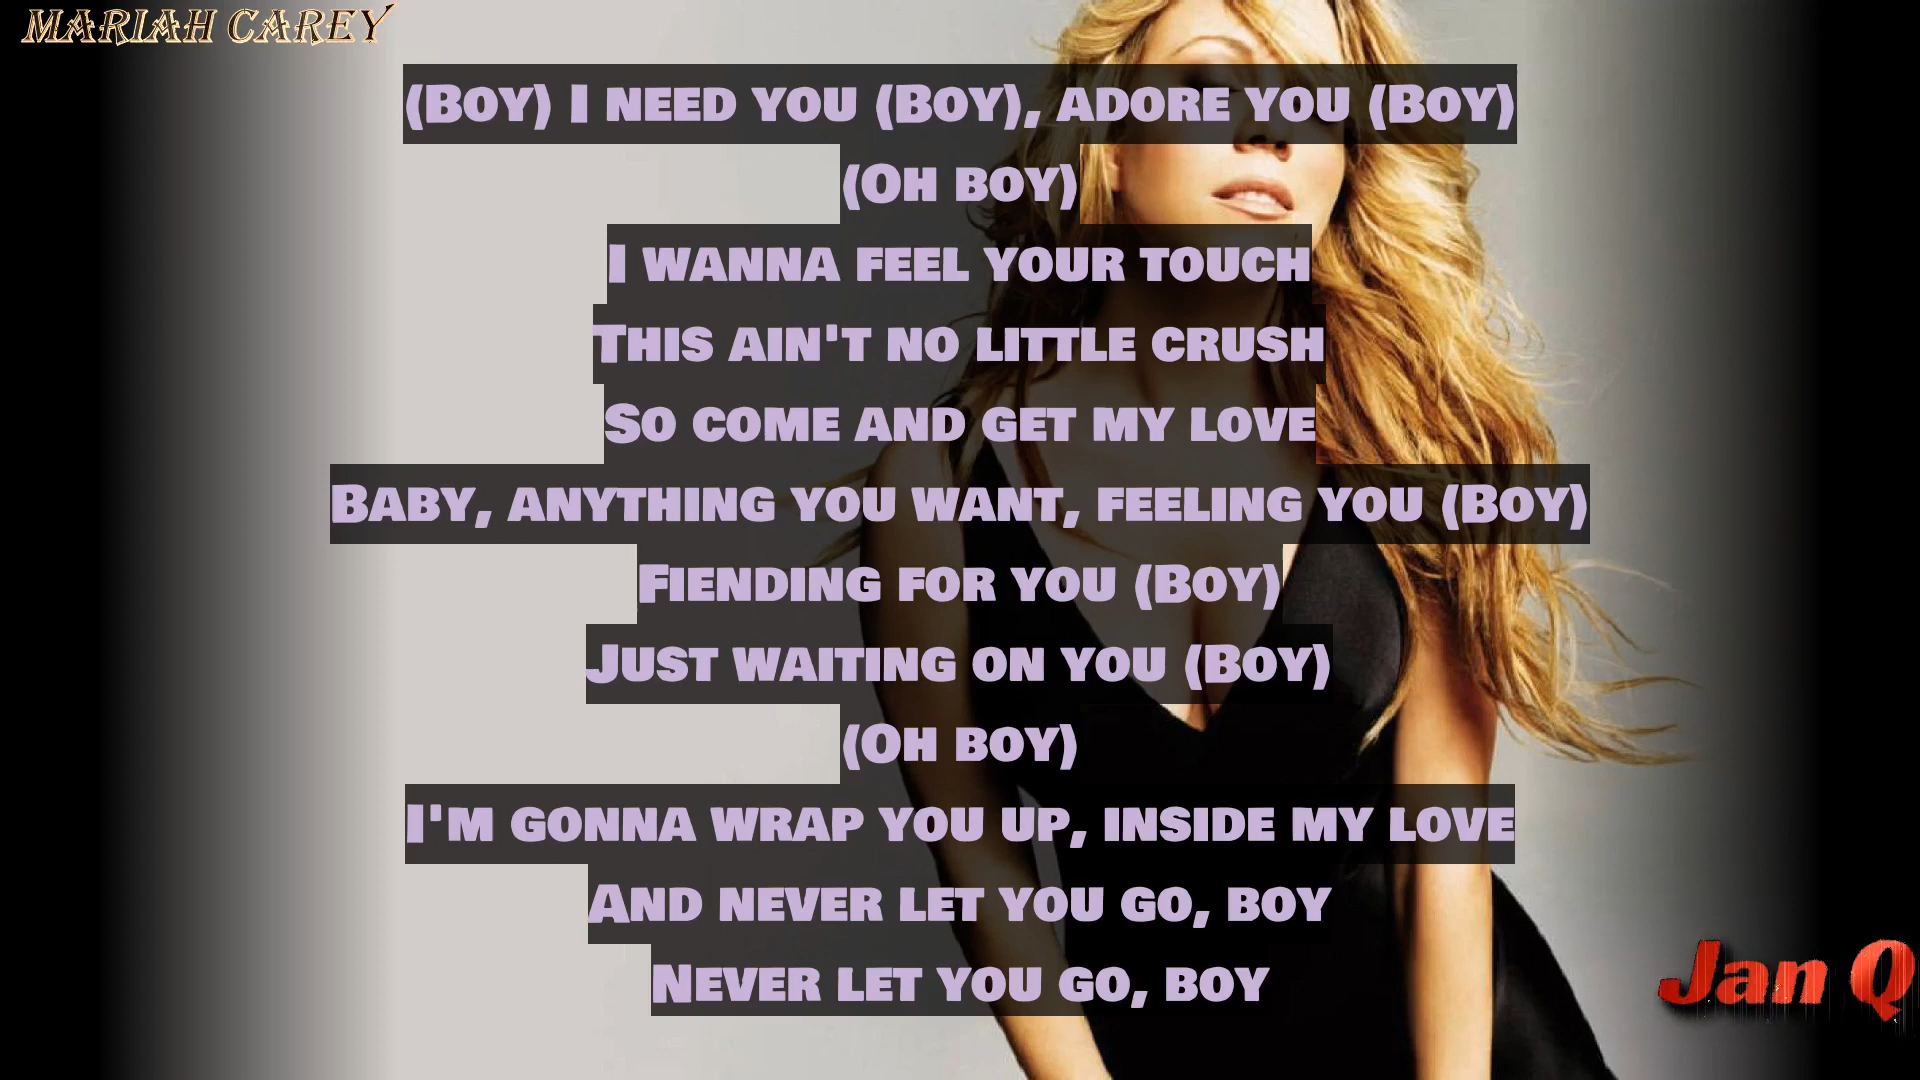 MARIAH CAREY
(Boy) I need you (Boy), adore you (Boy)
(Oh boy)
I wanna feel your touch
This ain't no little crush
So come and get my love
Baby, anything you want, feeling you (Boy)
Fiending for you (Boy)
Just waiting on you (Boy)
(Oh boy)
I'm gonna wrap you up, inside my love
And never let you go, boy
Never let you go, boy
Jan Q